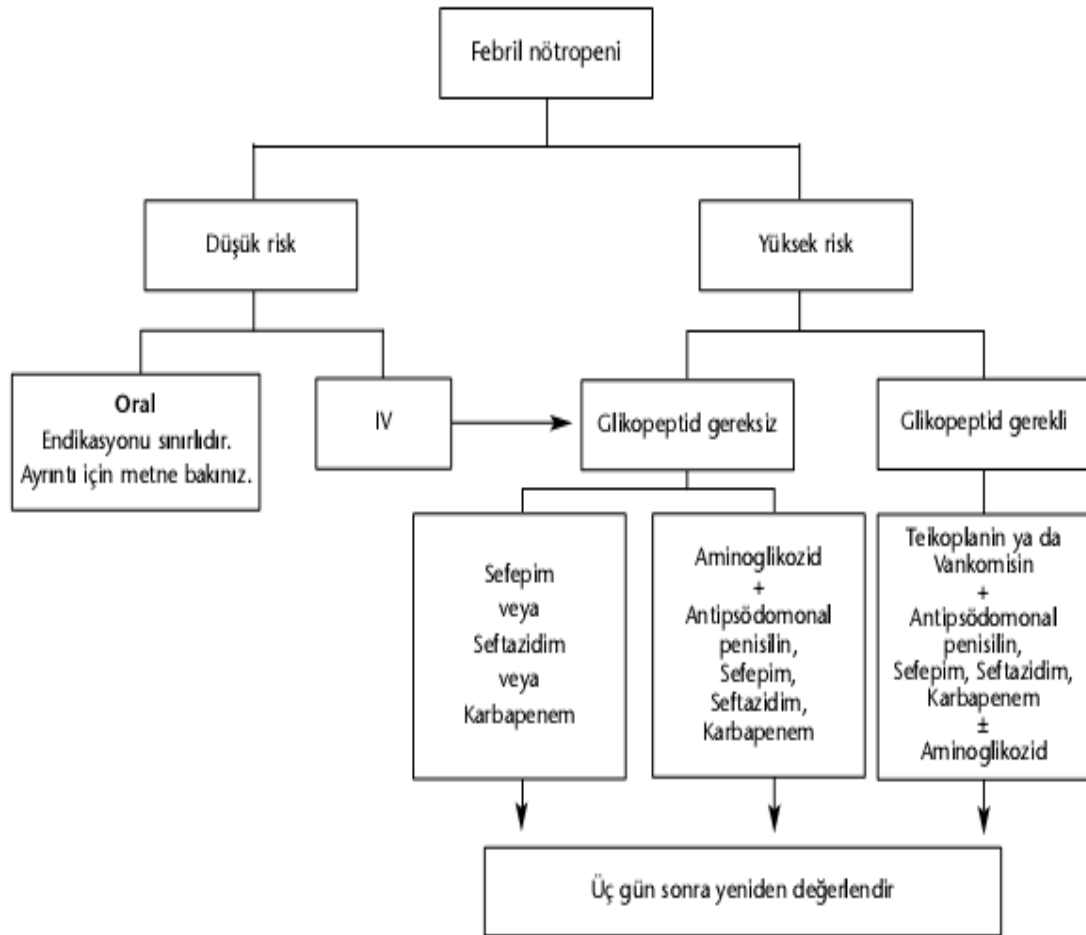 Febril nötropeni
Düşük risk
Yüksek risk
Oral
Endikasyonu sınırlıdır.
Ayrıntı için metne bakınız.
IV
Glikopeptid gereksiz
Glikopeptid gerekli
Sefepim
veya
Seftazidim
veya
Karbapenem
Aminoglikozid
+
Antipsödomonal
penisilin,
Sefepim,
Seftazidim,
Karbapenem
Teikoplanin ya da
Vankomisin
+
Antipsödomonal
penisilin,
Sefepim, Seftazidim,
Karbapenem
±
Aminoglikozid
Üç gün sonra yeniden değerlendir